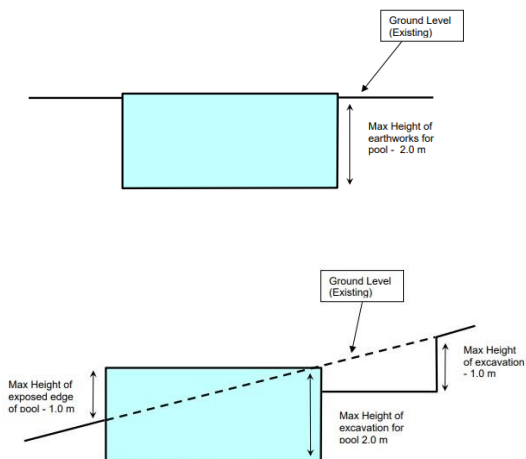 Ground Level
(Existing)
Max Height of
earthworks for
pool - 2.0 m
Ground Level
(Existing)
Max Height of
exposed edge
of pool - 1.0 m
Max Height of
excavation for
pool 2.0 m
Max Height
of excavation
- 1.0 m